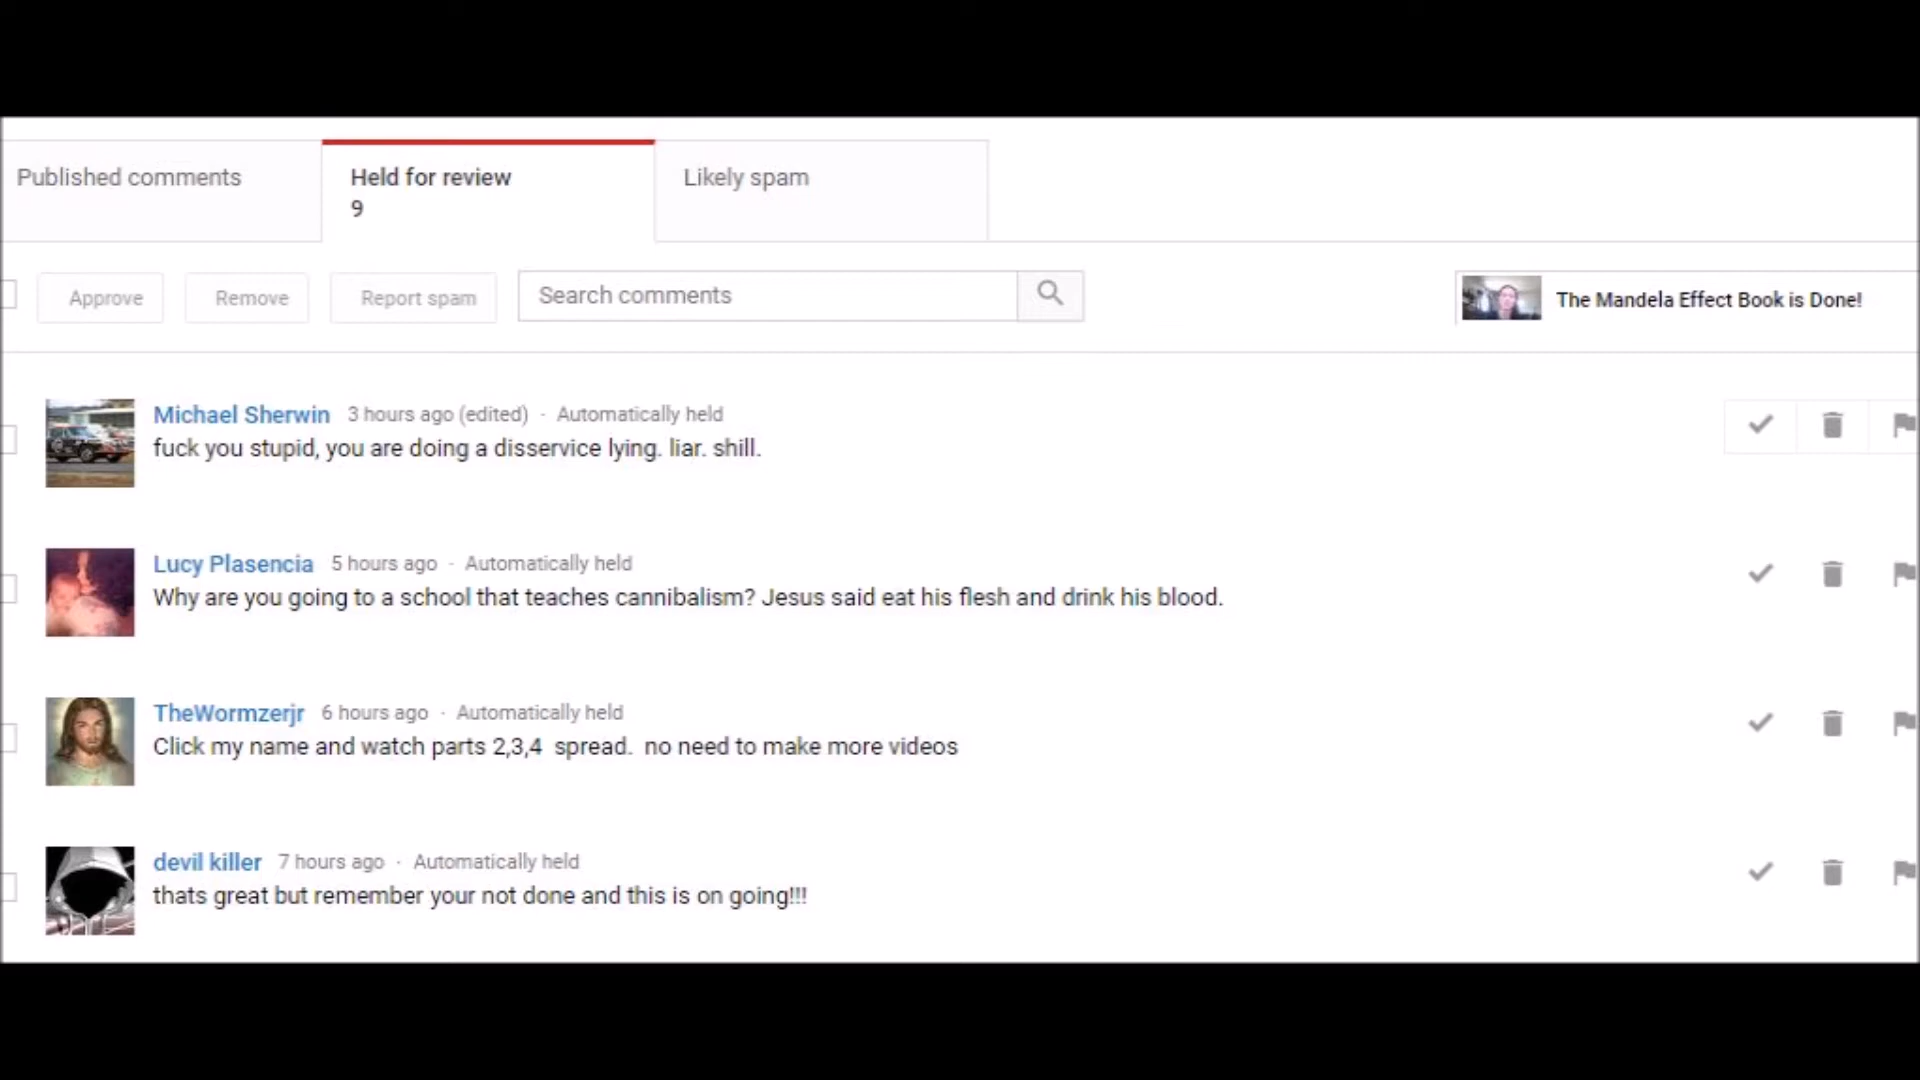 Published comments
Held for review
9
Likely spam
Approve
Remove
Report spam
Search comments
The Mandela Effect Book is Done!
Michael Sherwin 3 hours ago (edited) · Automatically held
fuck you stupid, you are doing a disservice lying. liar. shill.
Lucy Plasencia 5 hours ago · Automatically held
Why are you going to a school that teaches cannibalism? Jesus said eat his flesh and drink his blood.
TheWormzerjr 6 hours ago · Automatically held
Click my name and watch parts 2,3,4  spread.  no need to make more videos
devil killer 7 hours ago · Automatically held
thats great but remember your not done and this is on going!!!